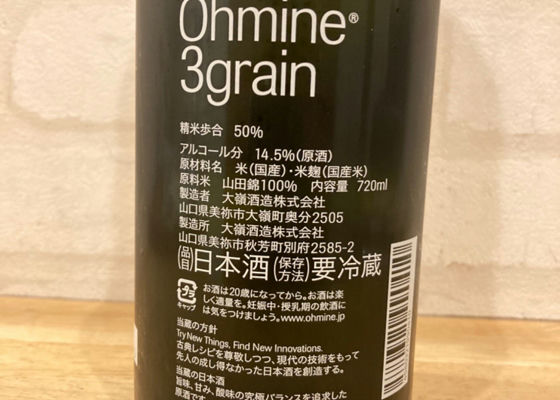 Ohmine®
3grain
精米歩合 50%
アルコール分 14.5%(原酒)
原材料名 米(国産)・米麹(国産米)
原料米 山田錦100% 内容量 720ml
製造者 大嶺酒造株式会社
山口県美祢市大嶺町奥分2505
製造所 大嶺酒造株式会社
山口県美祢市秋芳町別府2585-2
(品目)日本酒(保存方法)要冷蔵
プラ
キャップ
お酒は20歳になってから。お酒は楽
しく適量を。妊娠中・授乳期の飲酒に
は気をつけましょう。www.ohmine.jp
当蔵の方針
Try New Things, Find New Innovations.
古典レシピを尊敬しつつ、現代の技術をもって
先人の成し得なかった日本酒を創造する。
当蔵の日本酒
旨味、甘み、酸味の究極バランスを追求した
原酒です